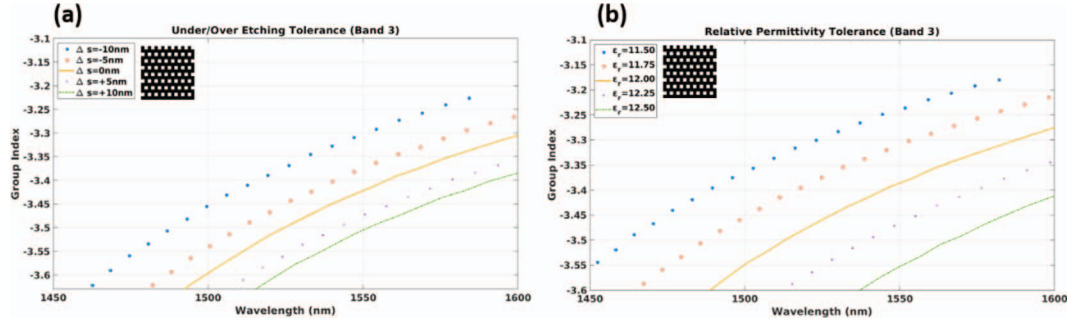 (a)
Under/Over Etching Tolerance (Band 3)
Δ s=-10nm
Δ s=-5nm
Δ s=0nm
Δ s=+5nm
Δ s=+10nm
Group Index
-3.1
-3.15
-3.2
-3.25
-3.3
-3.35
-3.4
-3.45
-3.5
-3.55
-3.6
1450 1500 1550 1600
Wavelength (nm)
(b)
Relative Permittivity Tolerance (Band 3)
εr=11.50
εr=11.75
εr=12.00
εr=12.25
εr=12.50
Group Index
-3.1
-3.15
-3.2
-3.25
-3.3
-3.35
-3.4
-3.45
-3.5
-3.55
-3.6
1450 1500 1550 1600
Wavelength (nm)